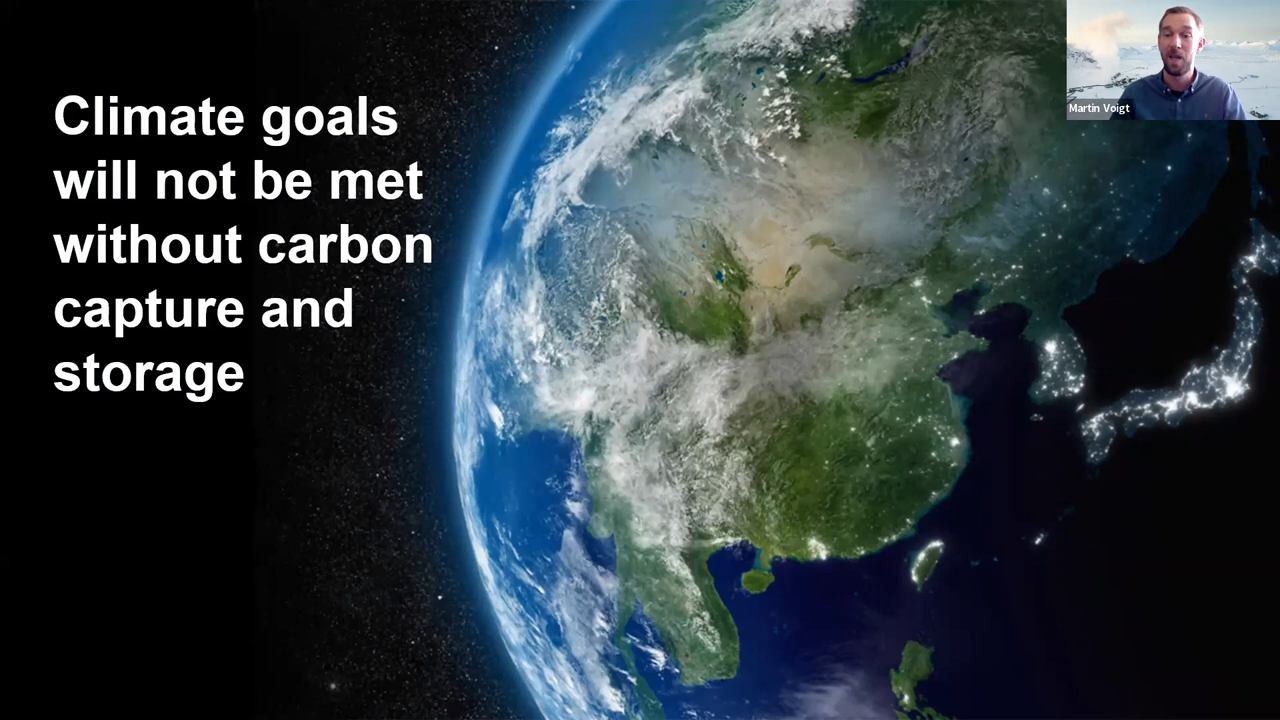 Climate goals
will not be met
without carbon
capture and
storage
Martin Voigt